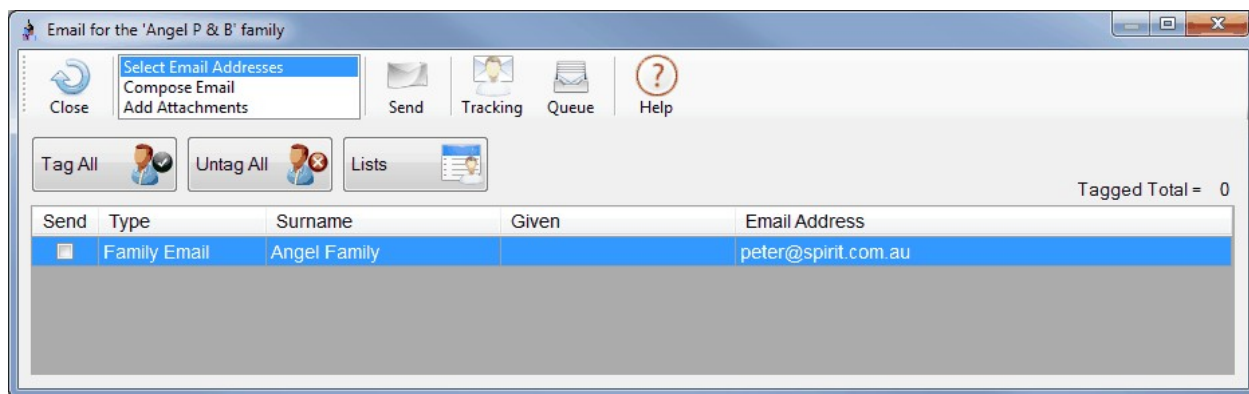 Email for the 'Angel P & B' family
Select Email Addresses
Compose Email
Add Attachments
Close
Send
Tracking
Queue
Help
Tag All
Untag All
Lists
Tagged Total = 0
Send Type Surname Given Email Address
Family Email Angel Family peter@spirit.com.au